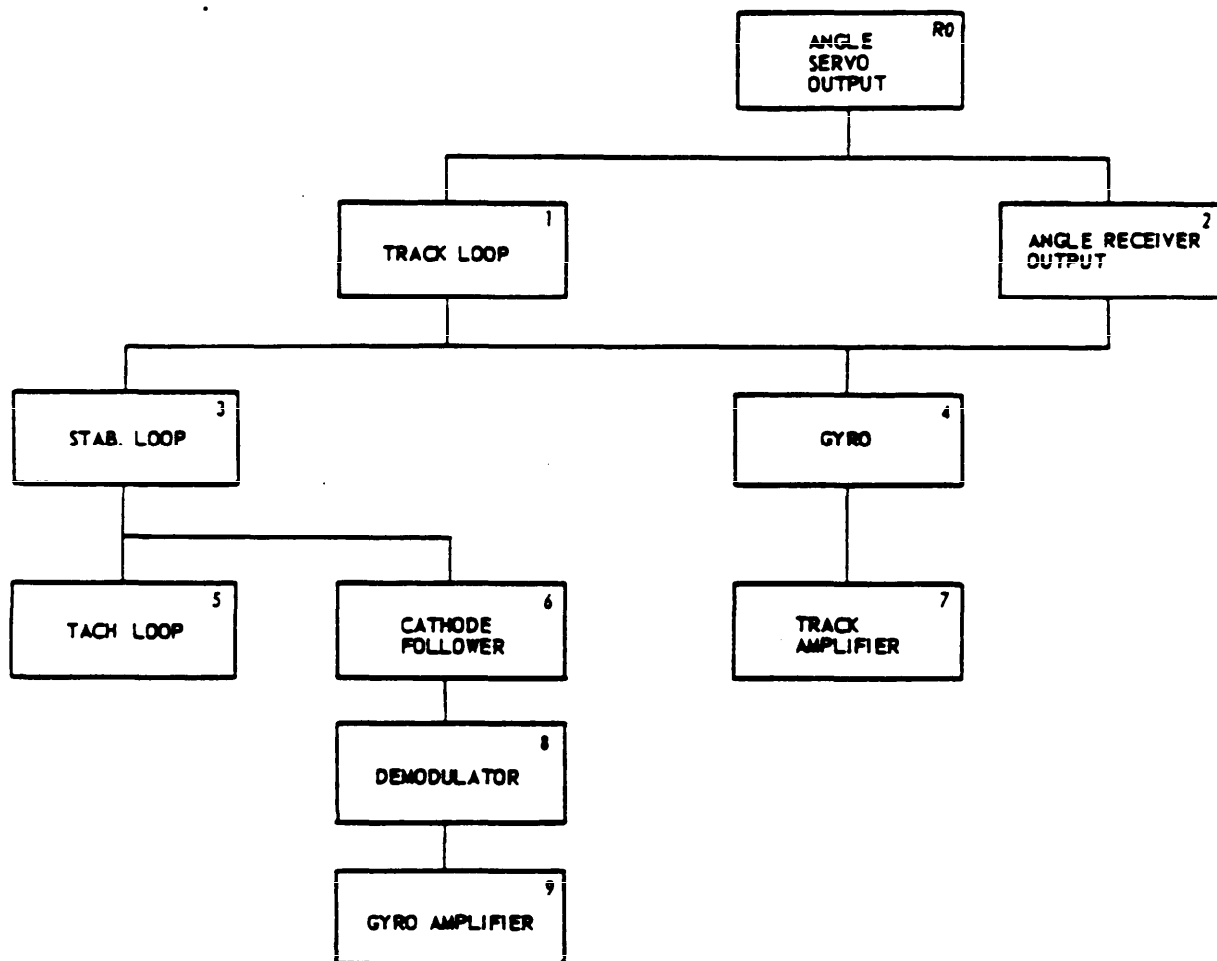 R0
ANGLE
SERVO
OUTPUT
1
TRACK LOOP
2
ANGLE RECEIVER
OUTPUT
3
STAB. LOOP
4
GYRO
5
TACH LOOP
6
CATHODE
FOLLOWER
7
TRACK
AMPLIFIER
8
DEMODULATOR
9
GYRO AMPLIFIER